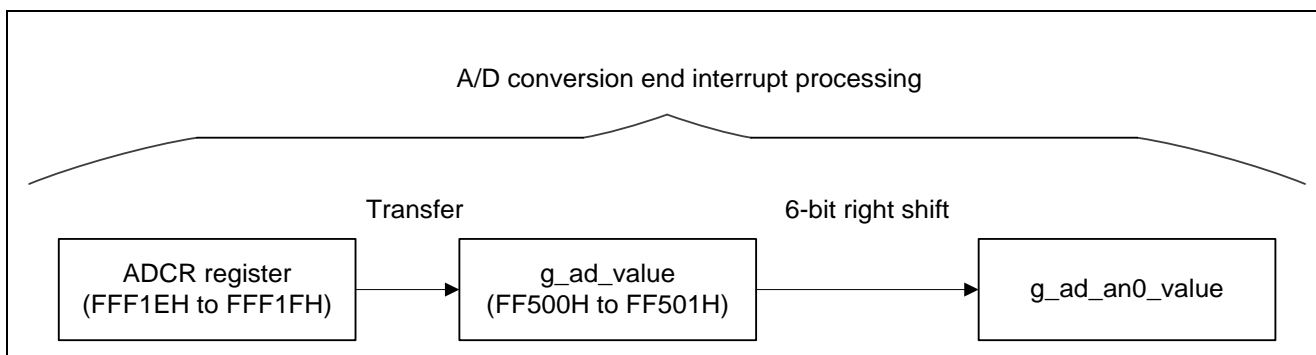 A/D conversion end interrupt processing
Transfer
6-bit right shift
ADCR register
(FFF1EH to FFF1FH)
g_ad_value
(FF500H to FF501H)
g_ad_an0_value